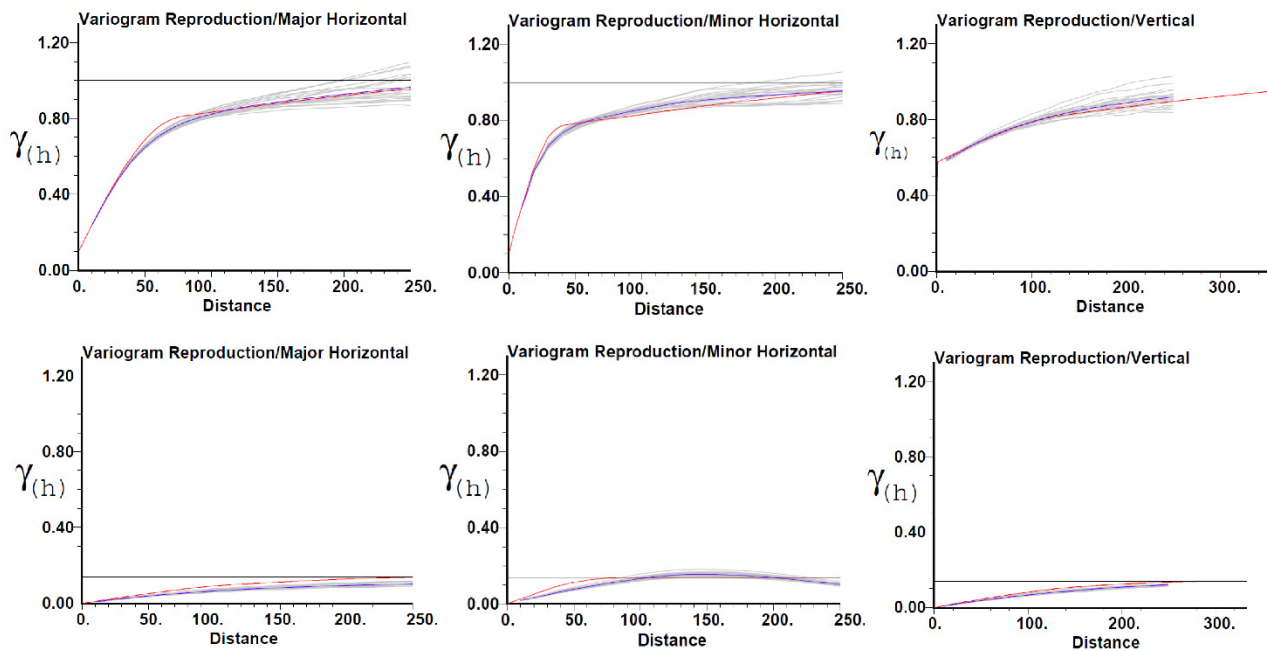 Variogram Reproduction/Major Horizontal
1.20
0.80
γ(h)
0.40
0.00
0. 50. 100. 150. 200. 250.
Distance
Variogram Reproduction/Minor Horizontal
1.20
0.80
γ(h)
0.40
0.00
0. 50. 100. 150. 200. 250.
Distance
Variogram Reproduction/Vertical
1.20
0.80
γ(h)
0.40
0.00
0. 100. 200. 300.
Distance
Variogram Reproduction/Major Horizontal
1.20
0.80
γ(h)
0.40
0.00
0. 50. 100. 150. 200. 250.
Distance
Variogram Reproduction/Minor Horizontal
1.20
0.80
γ(h)
0.40
0.00
0. 50. 100. 150. 200. 250.
Distance
Variogram Reproduction/Vertical
1.20
0.80
γ(h)
0.40
0.00
0. 100. 200. 300.
Distance